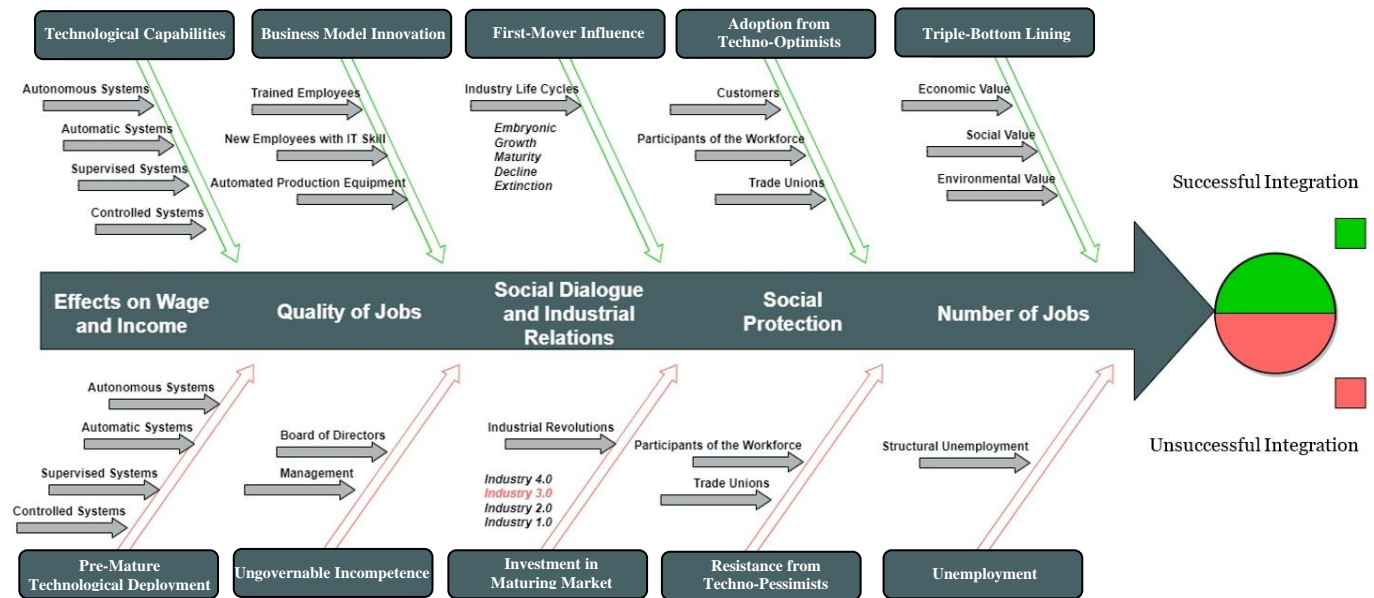 Technological Capabilities
Business Model Innovation
First-Mover Influence
Adoption from
Techno-Optimists
Triple-Bottom Lining
Autonomous Systems
Automatic Systems
Supervised Systems
Controlled Systems
Trained Employees
New Employees with IT Skill
Automated Production Equipment
Industry Life Cycles
Embryonic
Growth
Maturity
Decline
Extinction
Customers
Participants of the Workforce
Trade Unions
Economic Value
Social Value
Environmental Value
Successful Integration
Effects on Wage
and Income
Quality of Jobs
Social Dialogue
and Industrial
Relations
Social
Protection
Number of Jobs
Autonomous Systems
Automatic Systems
Supervised Systems
Controlled Systems
Board of Directors
Management
Industrial Revolutions
Industry 4.0
Industry 3.0
Industry 2.0
Industry 1.0
Participants of the Workforce
Trade Unions
Structural Unemployment
Unsuccessful Integration
Pre-Mature
Technological Deployment
Ungovernable Incompetence
Investment in
Maturing Market
Resistance from
Techno-Pessimists
Unemployment